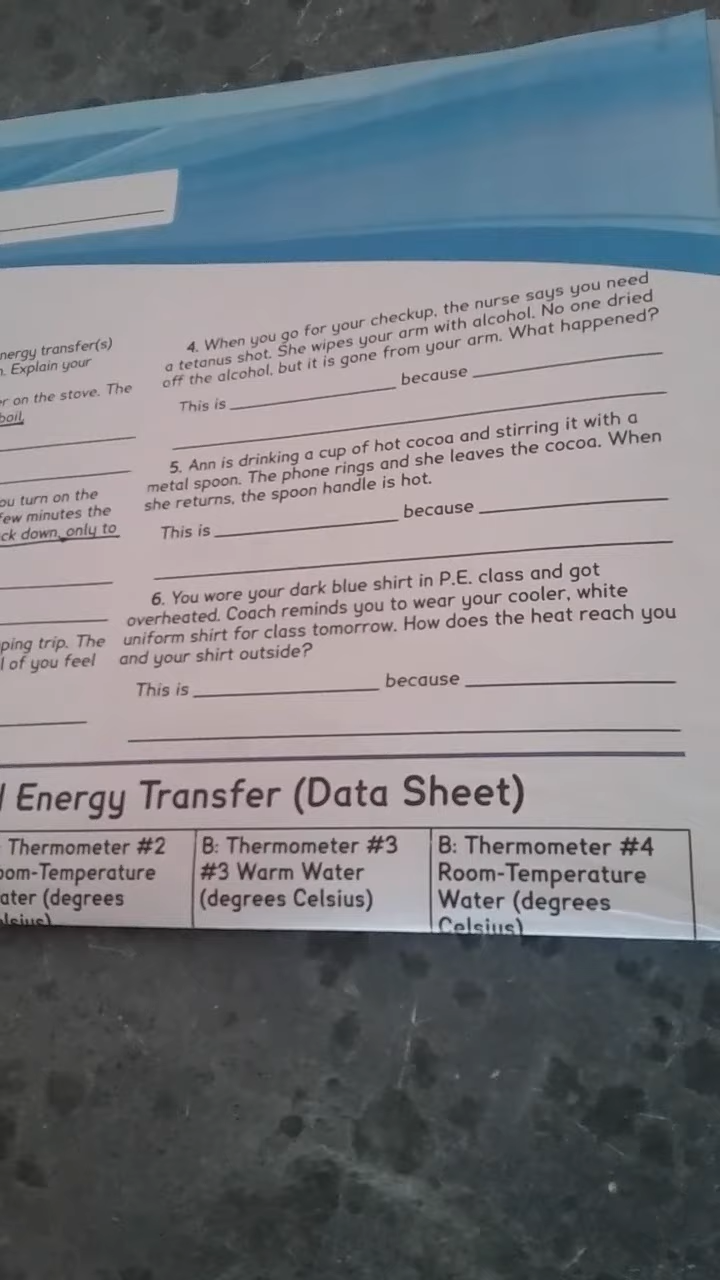 nergy transfer(s)
. Explain your
r on the stove. The
boil.
ou turn on the
few minutes the
ck down, only to
ping trip. The
l of you feel
4. When you go for your checkup, the nurse says you need
a tetanus shot. She wipes your arm with alcohol. No one dried
off the alcohol, but it is gone from your arm. What happened?
This is ____________ because ____________
5. Ann is drinking a cup of hot cocoa and stirring it with a
metal spoon. The phone rings and she leaves the cocoa. When
she returns, the spoon handle is hot.
This is ____________ because ____________
6. You wore your dark blue shirt in P.E. class and got
overheated. Coach reminds you to wear your cooler, white
uniform shirt for class tomorrow. How does the heat reach you
and your shirt outside?
This is ____________ because ____________
Energy Transfer (Data Sheet)
Thermometer #2
oom-Temperature
ater (degrees
lsius)
B: Thermometer #3
#3 Warm Water
(degrees Celsius)
B: Thermometer #4
Room-Temperature
Water (degrees
Celsius)